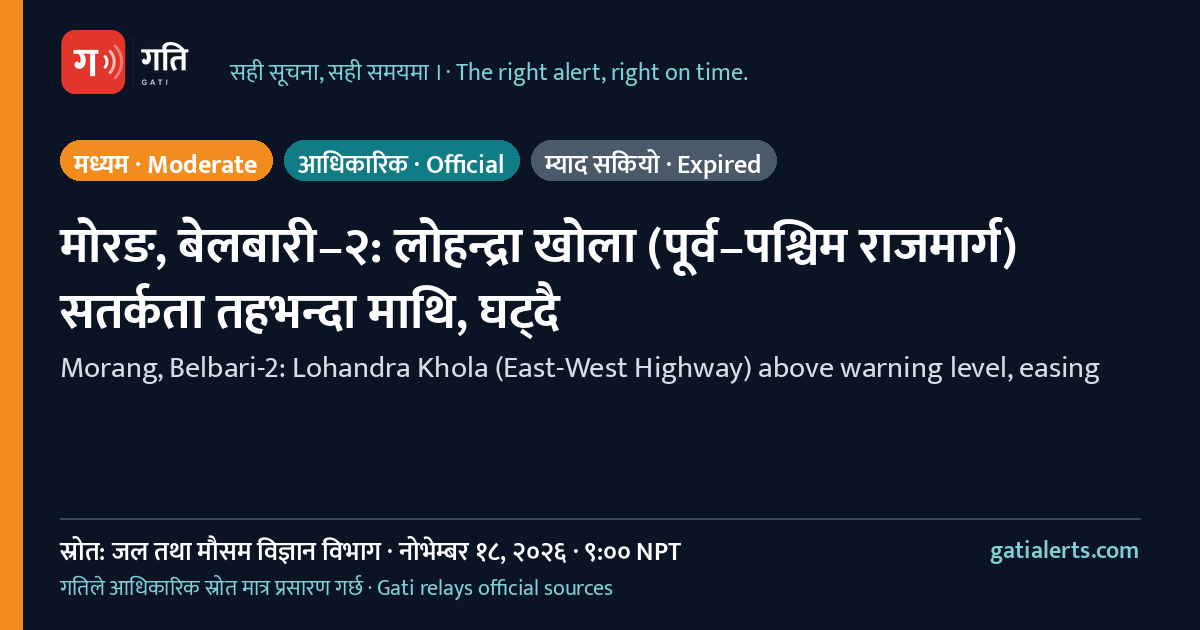 ग गति
GATI
सही सूचना, सही समयमा । · The right alert, right on time.
मध्यम · Moderate
आधिकारिक · Official
म्याद सकियो · Expired
मोरङ, बेलबारी–२: लोहन्द्रा खोला (पूर्व–पश्चिम राजमार्ग)
सतर्कता तहभन्दा माथि, घट्दै
Morang, Belbari-2: Lohandra Khola (East-West Highway) above warning level, easing
स्रोत: जल तथा मौसम विज्ञान विभाग · नोभेम्बर १८, २०२६ · ९:०० NPT
gatialerts.com
गतिले आधिकारिक स्रोत मात्र प्रसारण गर्छ · Gati relays official sources